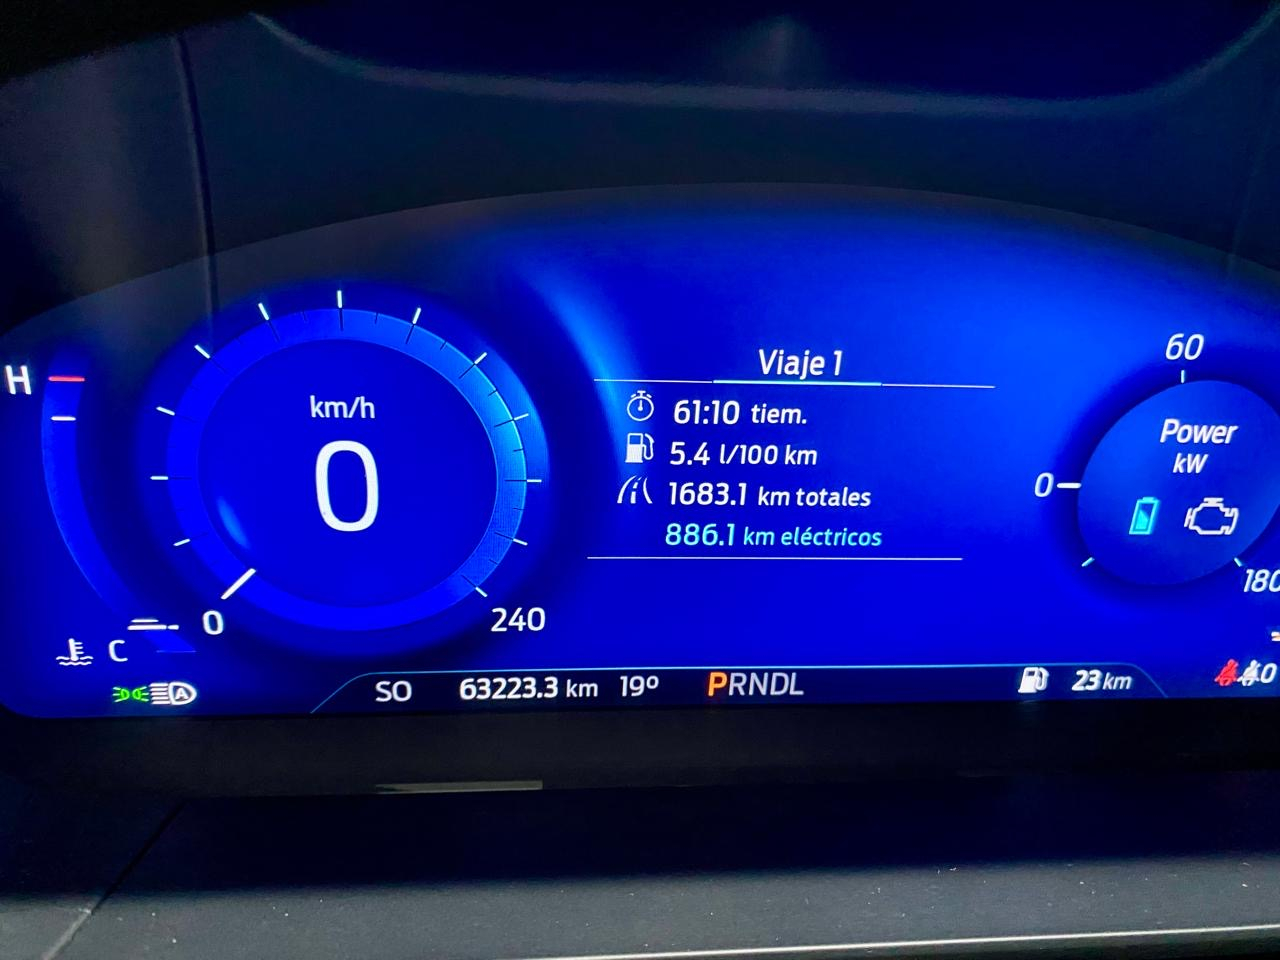 Viaje 1
H
km/h
0
61:10 tiem.
5.4 l/100 km
1683.1 km totales
886.1 km eléctricos
60
Power
kW
0
180
0
240
C
A
SO 63223.3 km 19º PRNDL 23 km
0